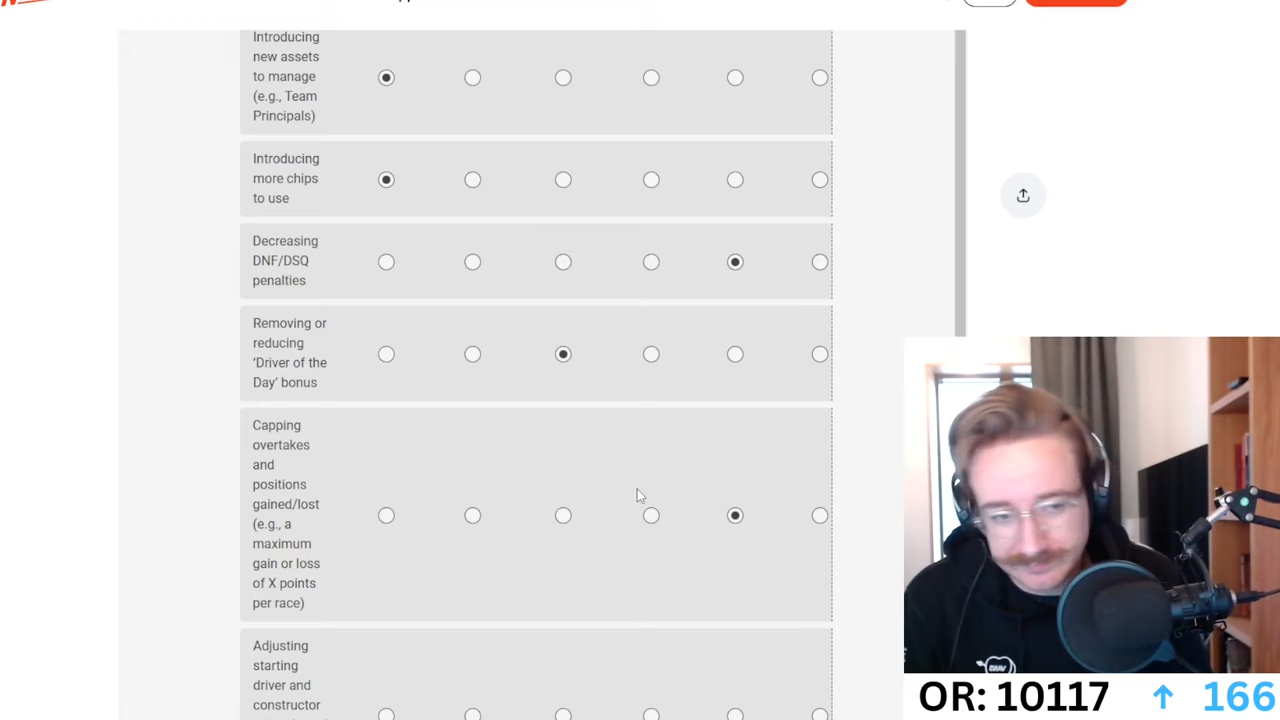 Introducing
new assets
to manage
(e.g., Team
Principals)
Introducing
more chips
to use
Decreasing
DNF/DSQ
penalties
Removing or
reducing
‘Driver of the
Day’ bonus
Capping
overtakes
and
positions
gained/lost
(e.g., a
maximum
gain or loss
of X points
per race)
Adjusting
starting
driver and
constructor
OR: 10117 ↑ 166